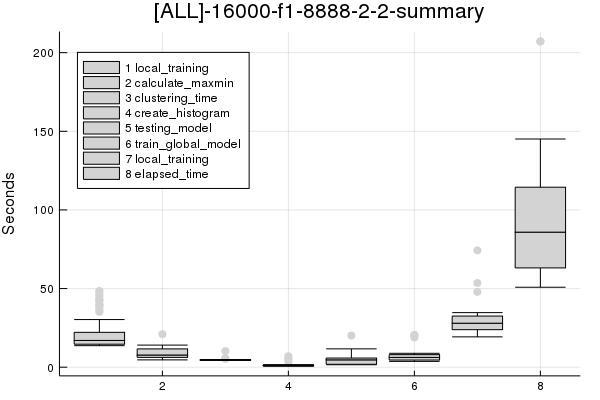 [ALL]-16000-f1-8888-2-2-summary
200
150
100
50
0
Seconds
1 local_training
2 calculate_maxmin
3 clustering_time
4 create_histogram
5 testing_model
6 train_global_model
7 local_training
8 elapsed_time
2 4 6 8